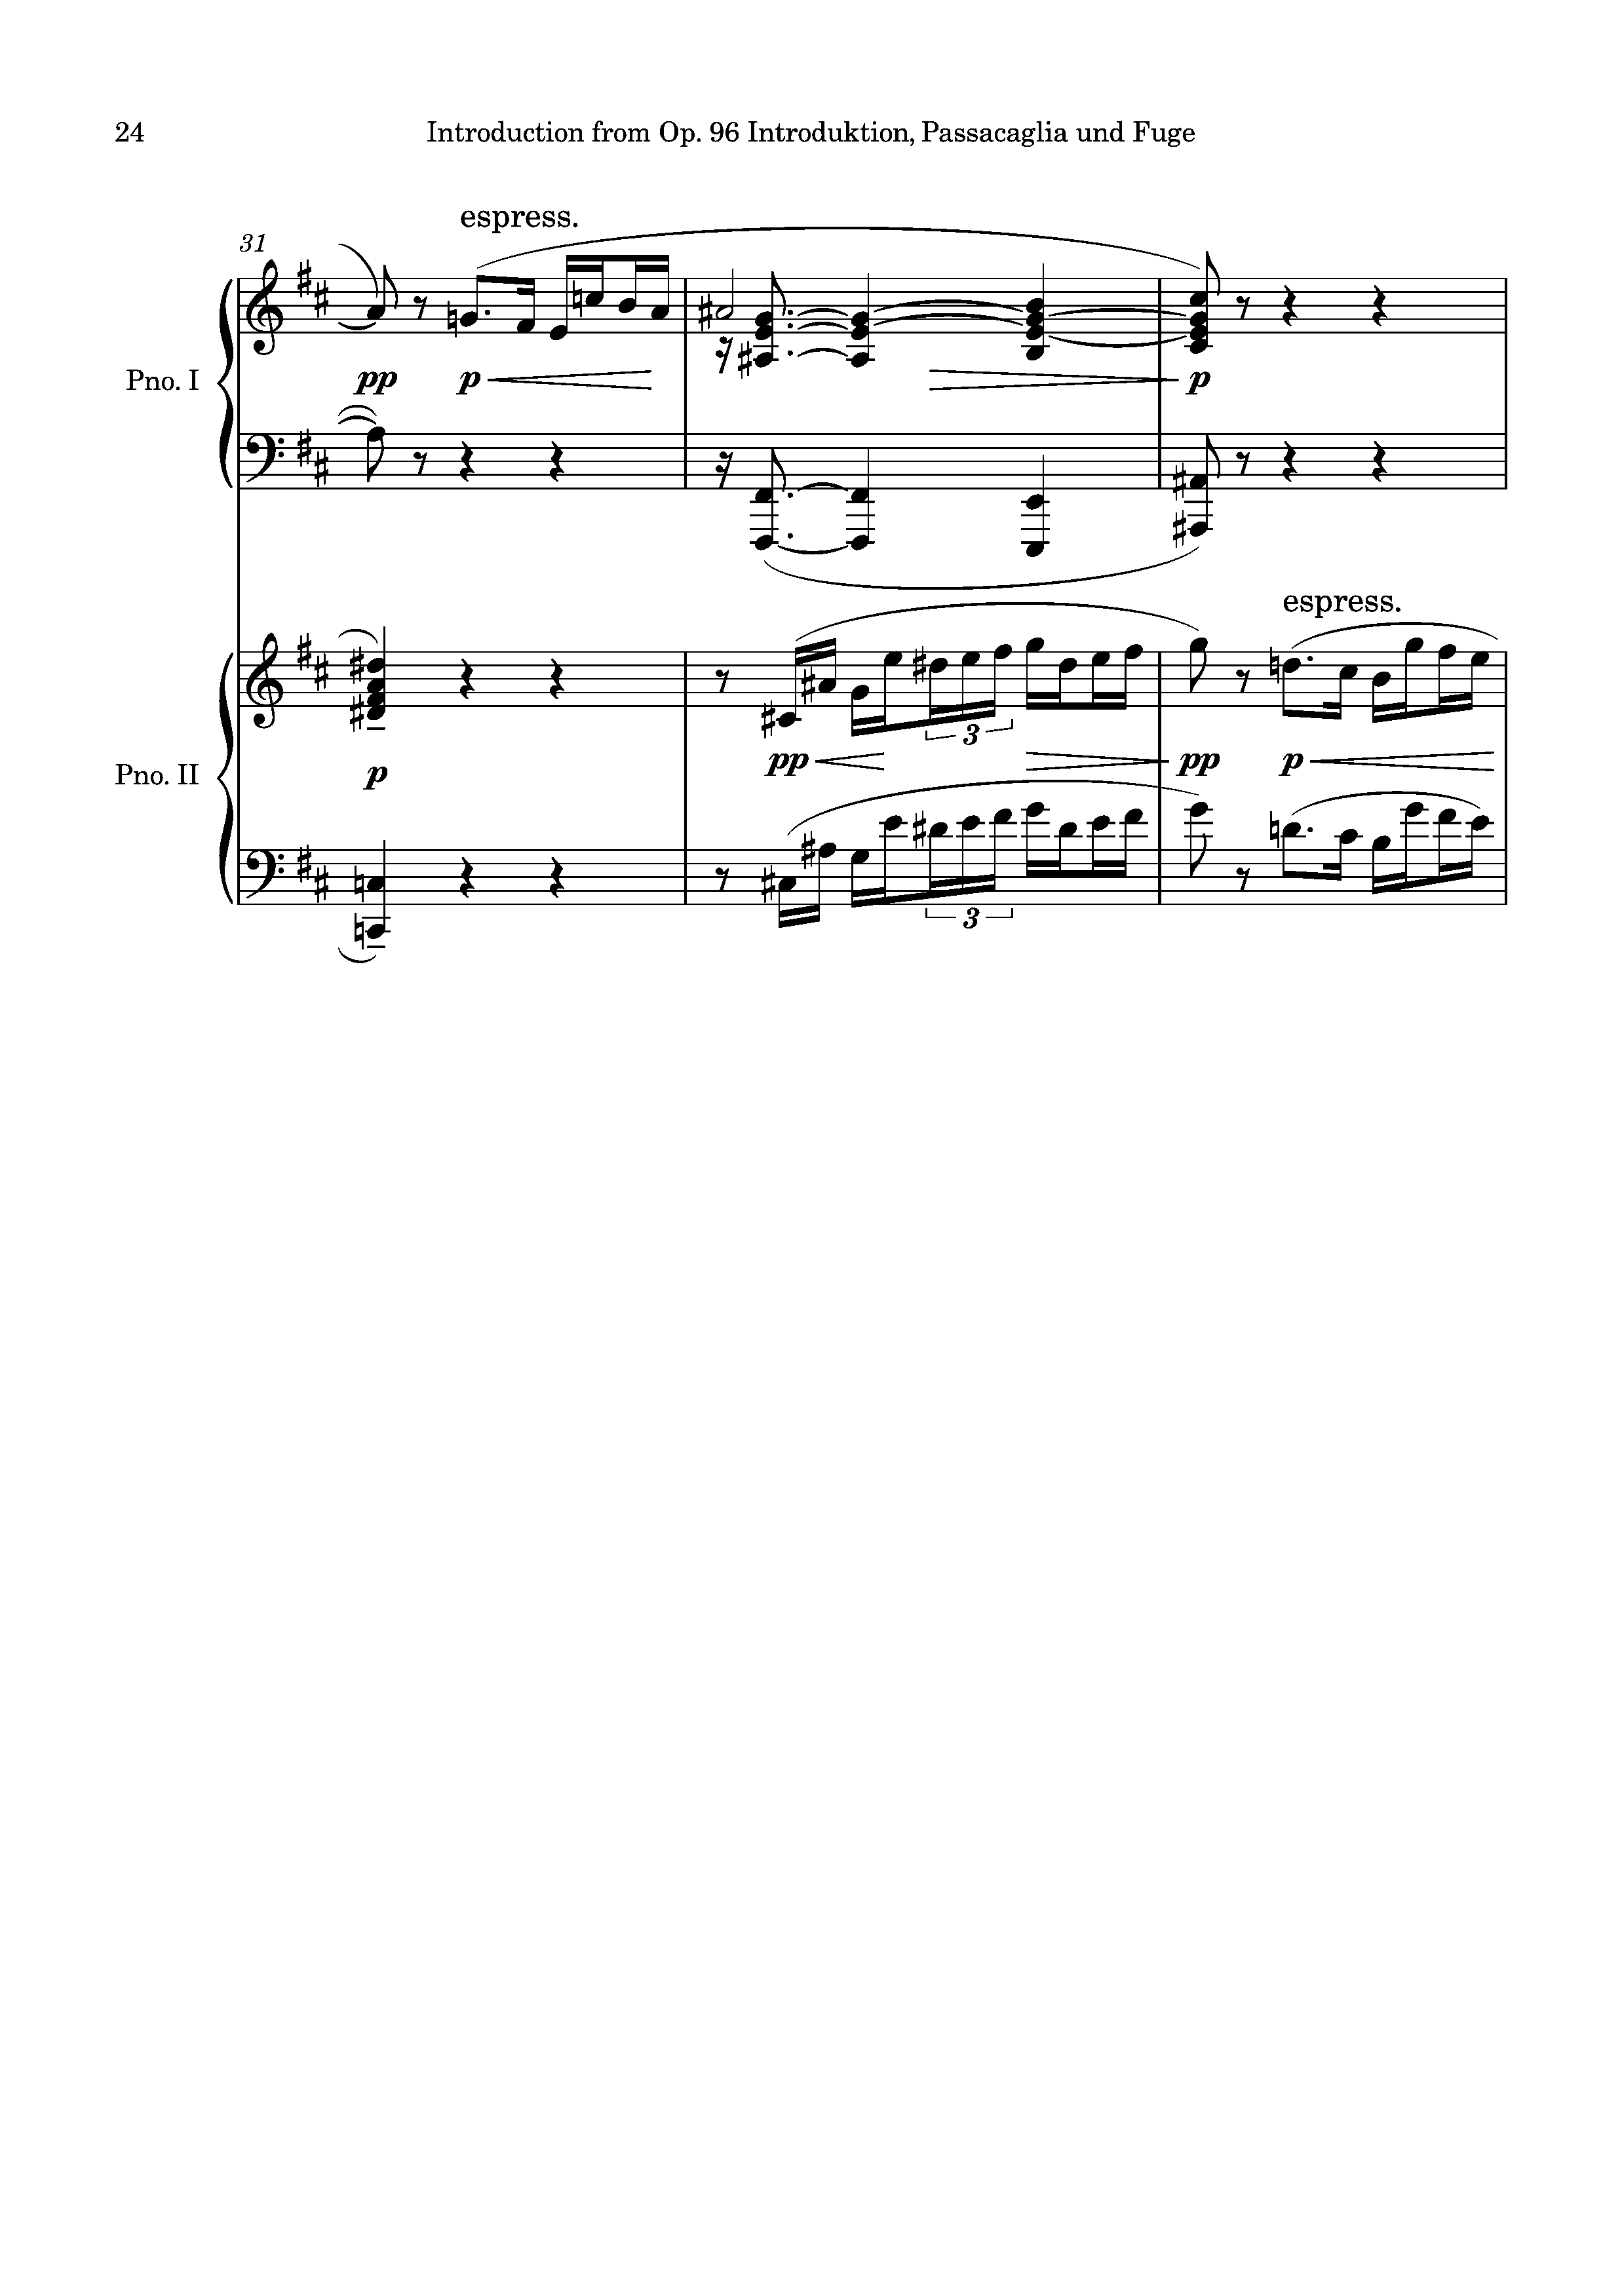 24
Introduction from Op. 96 Introduktion, Passacaglia und Fuge
espress.
31
Pno. I
pp
p
p
espress.
3
Pno. II
p
pp
pp
p
3